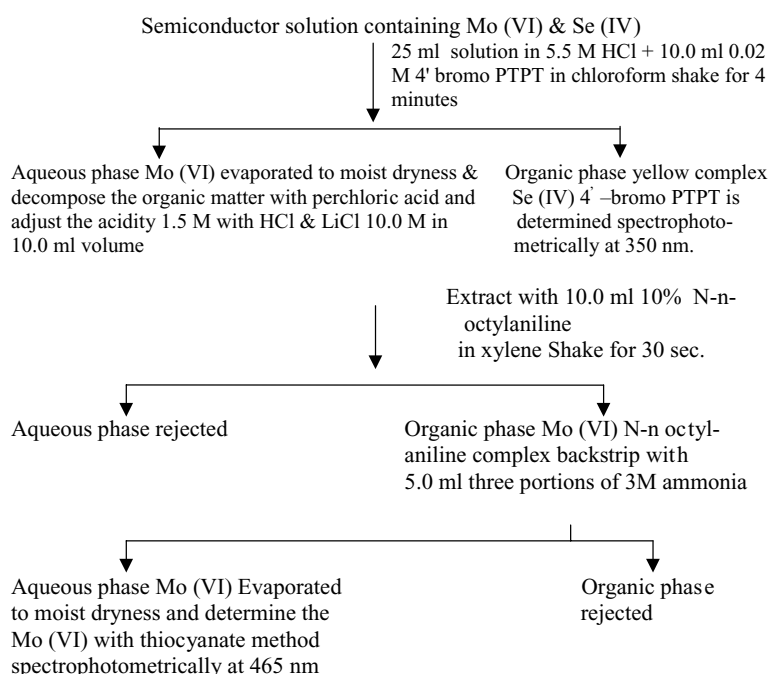 Semiconductor solution containing Mo (VI) & Se (IV)
25 ml solution in 5.5 M HCl + 10.0 ml 0.02
M 4' bromo PTPT in chloroform shake for 4
minutes
Aqueous phase Mo (VI) evaporated to moist dryness &
decompose the organic matter with perchloric acid and
adjust the acidity 1.5 M with HCl & LiCl 10.0 M in
10.0 ml volume
Organic phase yellow complex
Se (IV) 4' –bromo PTPT is
determined spectrophoto-
metrically at 350 nm.
Extract with 10.0 ml 10% N-n-
octylaniline
in xylene Shake for 30 sec.
Aqueous phase rejected
Organic phase Mo (VI) N-n octyl-
aniline complex backstrip with
5.0 ml three portions of 3M ammonia
Aqueous phase Mo (VI) Evaporated
to moist dryness and determine the
Mo (VI) with thiocyanate method
spectrophotometrically at 465 nm
Organic phase
rejected